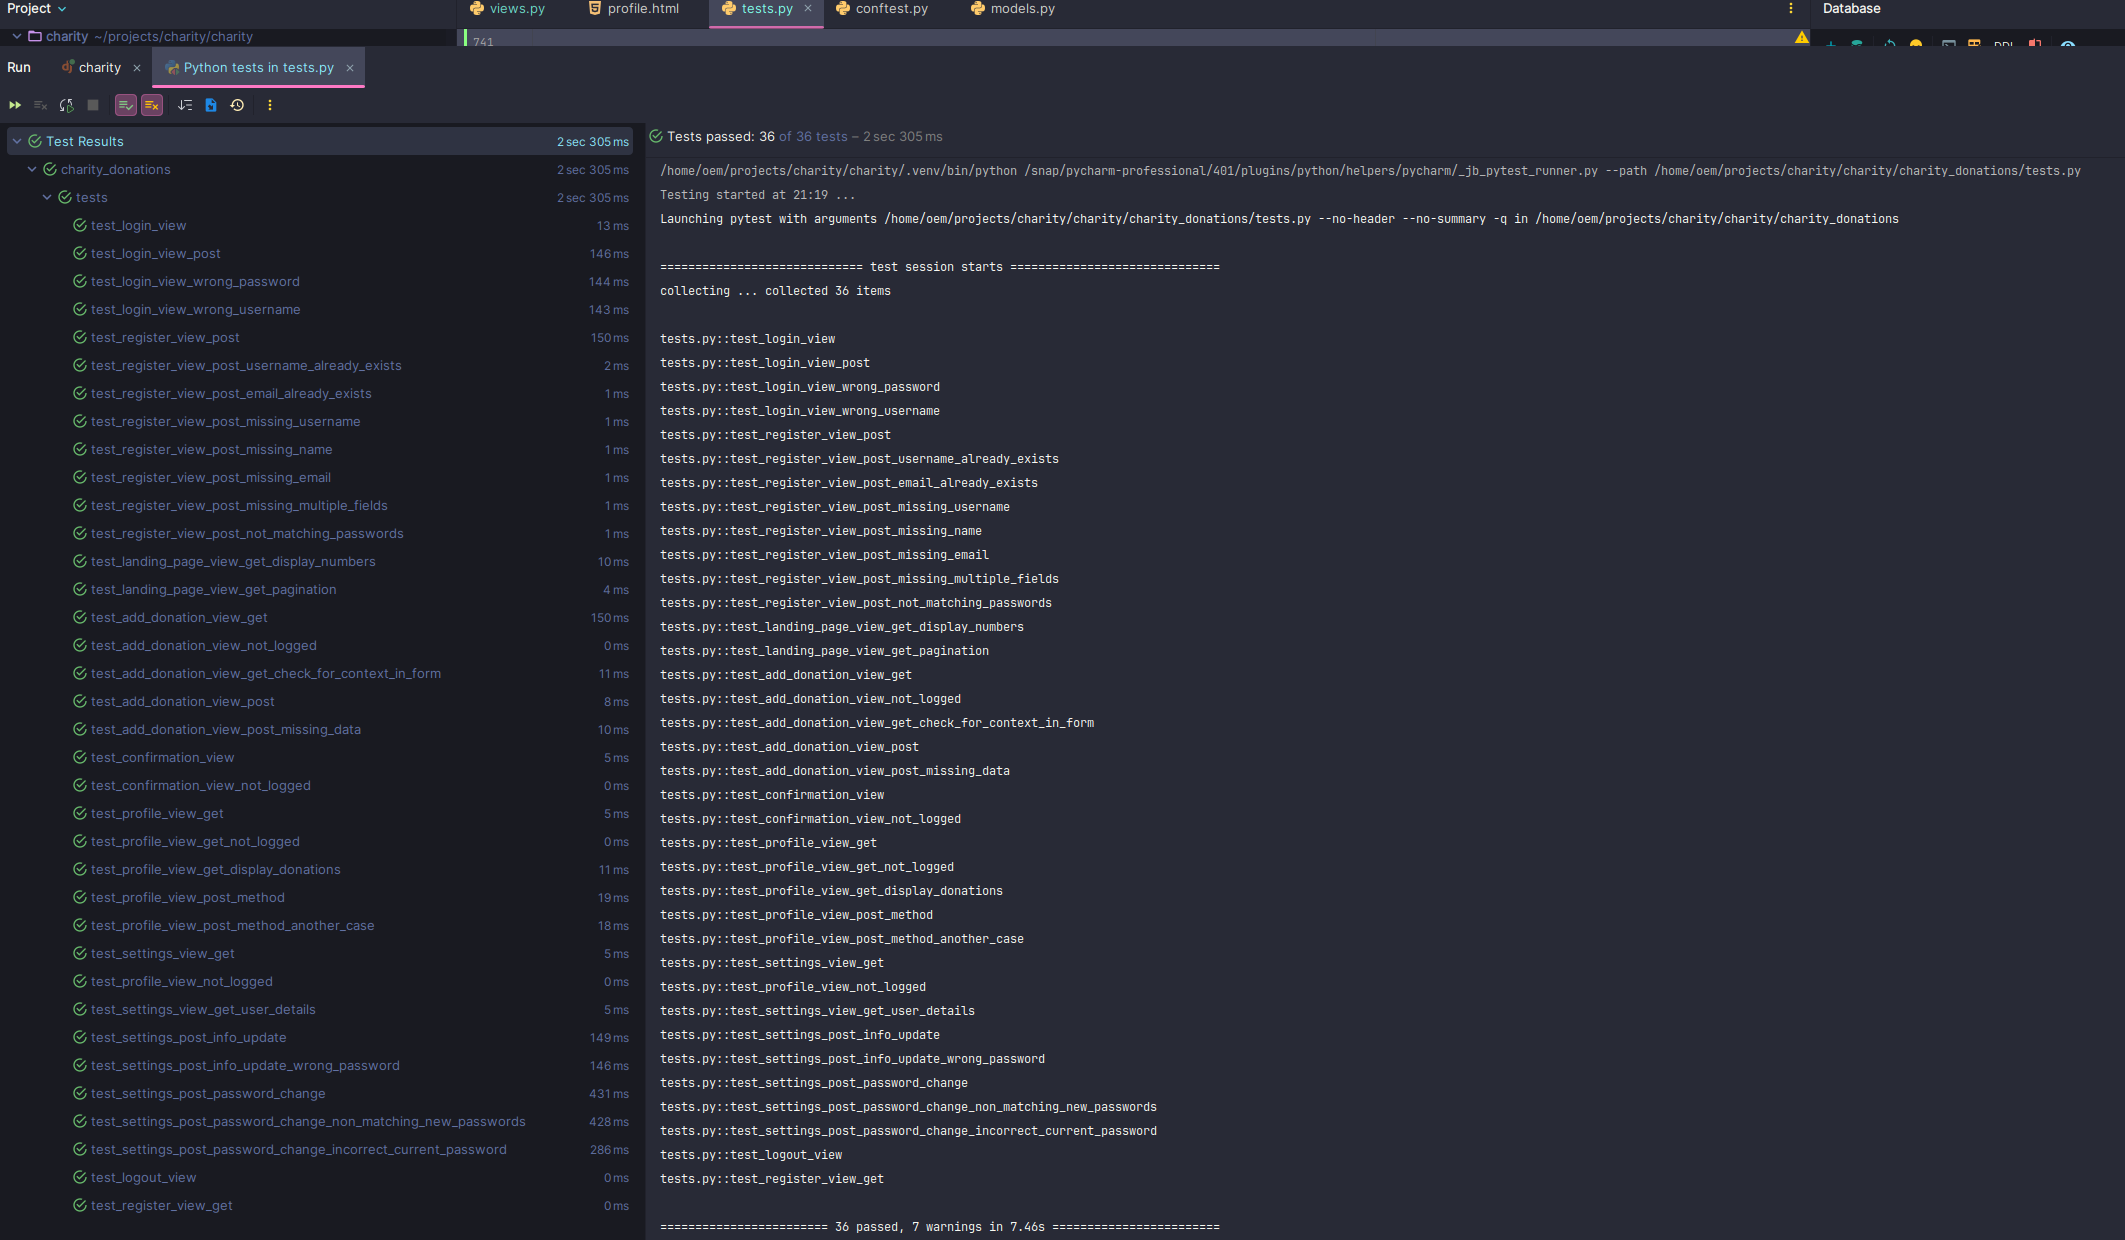 Project
views.py
profile.html
tests.py
conftest.py
models.py
Database
charity ~/projects/charity/charity
741
Run
charity
Python tests in tests.py
Test Results 2 sec 305 ms
charity_donations 2 sec 305 ms
tests 2 sec 305 ms
test_login_view 13 ms
test_login_view_post 146 ms
test_login_view_wrong_password 144 ms
test_login_view_wrong_username 143 ms
test_register_view_post 150 ms
test_register_view_post_username_already_exists 2 ms
test_register_view_post_email_already_exists 1 ms
test_register_view_post_missing_username 1 ms
test_register_view_post_missing_name 1 ms
test_register_view_post_missing_email 1 ms
test_register_view_post_missing_multiple_fields 1 ms
test_register_view_post_not_matching_passwords 1 ms
test_landing_page_view_get_display_numbers 10 ms
test_landing_page_view_get_pagination 4 ms
test_add_donation_view_get 150 ms
test_add_donation_view_not_logged 0 ms
test_add_donation_view_get_check_for_context_in_form 11 ms
test_add_donation_view_post 8 ms
test_add_donation_view_post_missing_data 10 ms
test_confirmation_view 5 ms
test_confirmation_view_not_logged 0 ms
test_profile_view_get 5 ms
test_profile_view_get_not_logged 0 ms
test_profile_view_get_display_donations 11 ms
test_profile_view_post_method 19 ms
test_profile_view_post_method_another_case 18 ms
test_settings_view_get 5 ms
test_profile_view_not_logged 0 ms
test_settings_view_get_user_details 5 ms
test_settings_post_info_update 149 ms
test_settings_post_info_update_wrong_password 146 ms
test_settings_post_password_change 431 ms
test_settings_post_password_change_non_matching_new_passwords 428 ms
test_settings_post_password_change_incorrect_current_password 286 ms
test_logout_view 0 ms
test_register_view_get 0 ms
Tests passed: 36 of 36 tests – 2 sec 305 ms
/home/oem/projects/charity/charity/.venv/bin/python /snap/pycharm-professional/401/plugins/python/helpers/pycharm/_jb_pytest_runner.py --path /home/oem/projects/charity/charity/charity_donations/tests.py
Testing started at 21:19 ...
Launching pytest with arguments /home/oem/projects/charity/charity/charity_donations/tests.py --no-header --no-summary -q in /home/oem/projects/charity/charity/charity_donations
============================= test session starts ==============================
collecting ... collected 36 items
tests.py::test_login_view
tests.py::test_login_view_post
tests.py::test_login_view_wrong_password
tests.py::test_login_view_wrong_username
tests.py::test_register_view_post
tests.py::test_register_view_post_username_already_exists
tests.py::test_register_view_post_email_already_exists
tests.py::test_register_view_post_missing_username
tests.py::test_register_view_post_missing_name
tests.py::test_register_view_post_missing_email
tests.py::test_register_view_post_missing_multiple_fields
tests.py::test_register_view_post_not_matching_passwords
tests.py::test_landing_page_view_get_display_numbers
tests.py::test_landing_page_view_get_pagination
tests.py::test_add_donation_view_get
tests.py::test_add_donation_view_not_logged
tests.py::test_add_donation_view_get_check_for_context_in_form
tests.py::test_add_donation_view_post
tests.py::test_add_donation_view_post_missing_data
tests.py::test_confirmation_view
tests.py::test_confirmation_view_not_logged
tests.py::test_profile_view_get
tests.py::test_profile_view_get_not_logged
tests.py::test_profile_view_get_display_donations
tests.py::test_profile_view_post_method
tests.py::test_profile_view_post_method_another_case
tests.py::test_settings_view_get
tests.py::test_profile_view_not_logged
tests.py::test_settings_view_get_user_details
tests.py::test_settings_post_info_update
tests.py::test_settings_post_info_update_wrong_password
tests.py::test_settings_post_password_change
tests.py::test_settings_post_password_change_non_matching_new_passwords
tests.py::test_settings_post_password_change_incorrect_current_password
tests.py::test_logout_view
tests.py::test_register_view_get
======================== 36 passed, 7 warnings in 7.46s ========================